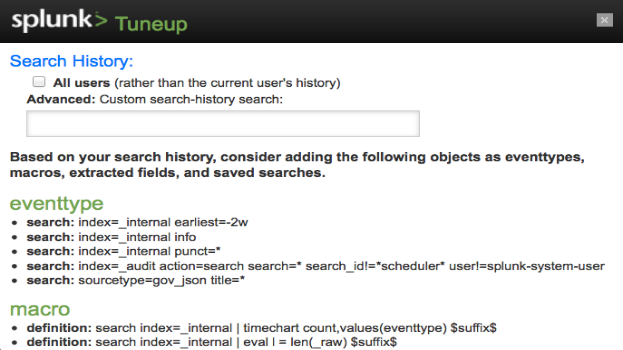 splunk> Tuneup
Search History:
All users (rather than the current user's history)
Advanced: Custom search-history search:
Based on your search history, consider adding the following objects as eventtypes,
macros, extracted fields, and saved searches.
eventtype
• search: index=_internal earliest=-2w
• search: index=_internal info
• search: index=_internal punct=*
• search: index=_audit action=search search=* search_id!=*scheduler* user!=splunk-system-user
• search: sourcetype=gov_json title=*
macro
• definition: search index=_internal | timechart count,values(eventtype) $suffix$
• definition: search index=_internal | eval l = len(_raw) $suffix$